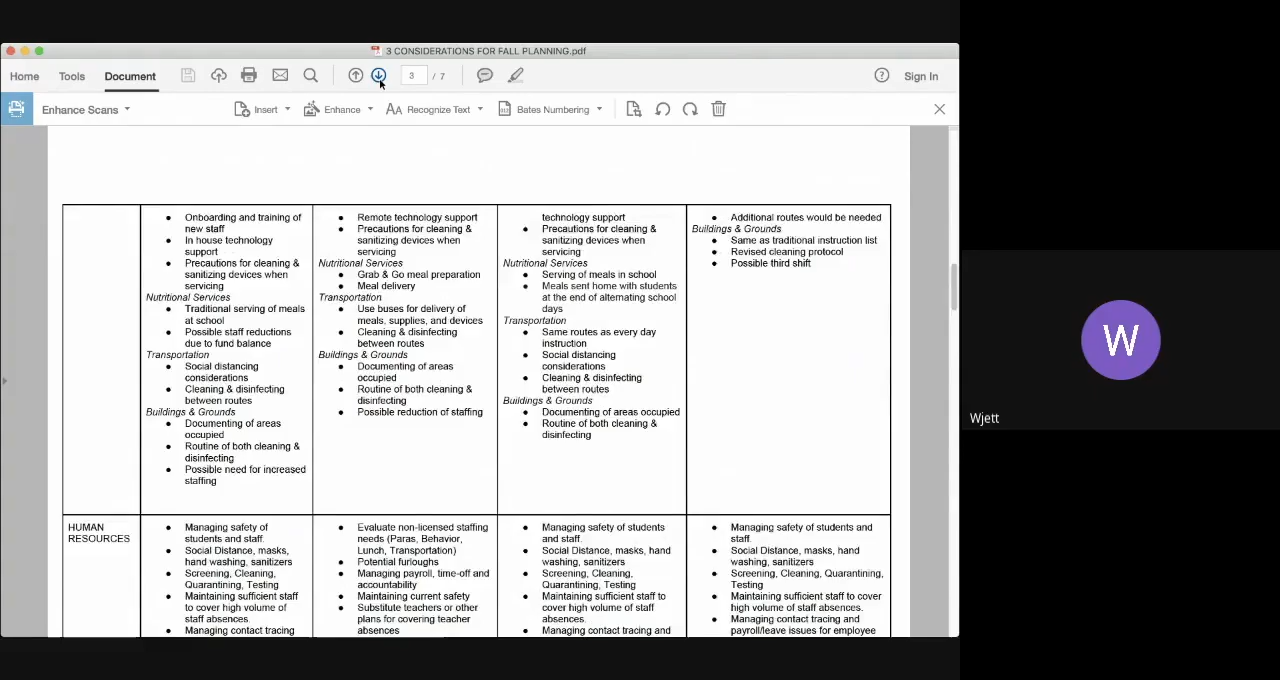 3 CONSIDERATIONS FOR FALL PLANNING.pdf
Home Tools Document 3 / 7 Sign In
Enhance Scans Insert Enhance Recognize Text Bates Numbering
Onboarding and training of
new staff
In house technology
support
Precautions for cleaning &
sanitizing devices when
servicing
Nutritional Services
Traditional serving of meals
at school
Possible staff reductions
due to fund balance
Transportation
Social distancing
considerations
Cleaning & disinfecting
between routes
Buildings & Grounds
Documenting of areas
occupied
Routine of both cleaning &
disinfecting
Possible need for increased
staffing
Remote technology support
Precautions for cleaning &
sanitizing devices when
servicing
Nutritional Services
Grab & Go meal preparation
Meal delivery
Transportation
Use buses for delivery of
meals, supplies, and devices
Cleaning & disinfecting
between routes
Buildings & Grounds
Documenting of areas
occupied
Routine of both cleaning &
disinfecting
Possible reduction of staffing
technology support
Precautions for cleaning &
sanitizing devices when
servicing
Nutritional Services
Serving of meals in school
Meals sent home with students
at the end of alternating school
days
Transportation
Same routes as every day
instruction
Social distancing
considerations
Cleaning & disinfecting
between routes
Buildings & Grounds
Documenting of areas occupied
Routine of both cleaning &
disinfecting
Additional routes would be needed
Buildings & Grounds
Same as traditional instruction list
Revised cleaning protocol
Possible third shift
HUMAN
RESOURCES
Managing safety of
students and staff.
Social Distance, masks,
hand washing, sanitizers
Screening, Cleaning,
Quarantining, Testing
Maintaining sufficient staff
to cover high volume of
staff absences.
Managing contact tracing
Evaluate non-licensed staffing
needs (Paras, Behavior,
Lunch, Transportation)
Potential furloughs
Managing payroll, time-off and
accountability
Maintaining current safety
Substitute teachers or other
plans for covering teacher
absences
Managing safety of students
and staff.
Social Distance, masks, hand
washing, sanitizers
Screening, Cleaning,
Quarantining, Testing
Maintaining sufficient staff to
cover high volume of staff
absences.
Managing contact tracing and
Managing safety of students and
staff.
Social Distance, masks, hand
washing, sanitizers
Screening, Cleaning, Quarantining,
Testing
Maintaining sufficient staff to cover
high volume of staff absences.
Managing contact tracing and
payroll/leave issues for employee
W
Wjett